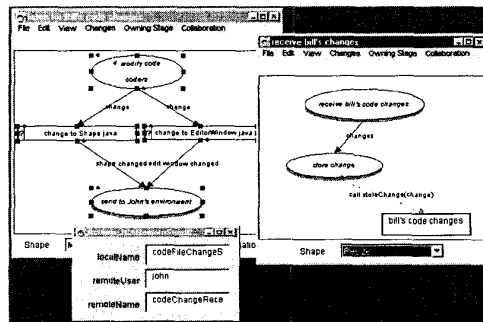 File Edit View Changes Owning Stage Collaboration
4 modify code
coders
change
change
change to Shape java
change to EditorWindow java
shape changed
edit window changed
send to John's environment
Shape
localName
codeFileChangeS
remoteUser
john
remoteName
codeChangeRece
receive bill's changes
File Edit View Changes Owning Stage Collaboration
receive bill's code changes
changes
store change
call storeChange(change)
bill's code changes
Shape